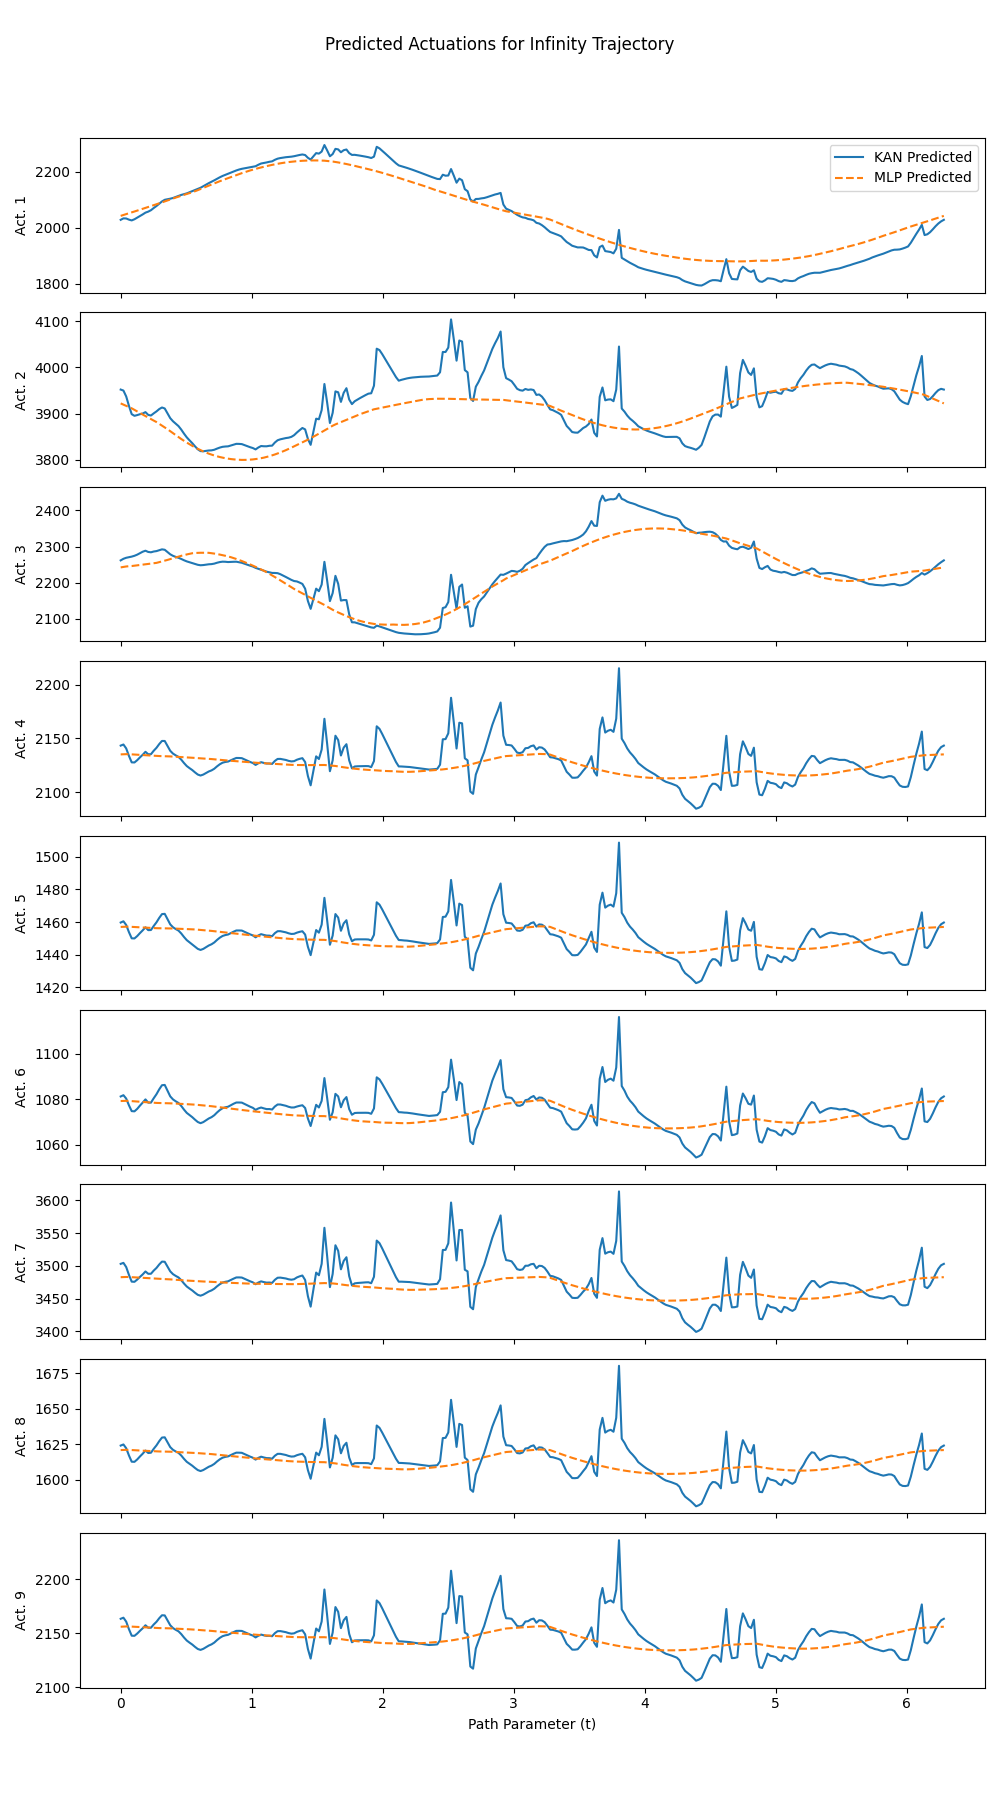 Predicted Actuations for Infinity Trajectory
KAN Predicted
MLP Predicted
Act. 1
2200
2000
1800
Act. 2
4100
4000
3900
3800
Act. 3
2400
2300
2200
2100
Act. 4
2200
2150
2100
Act. 5
1500
1480
1460
1440
1420
Act. 6
1100
1080
1060
Act. 7
3600
3550
3500
3450
3400
Act. 8
1675
1650
1625
1600
Act. 9
2200
2150
2100
0 1 2 3 4 5 6
Path Parameter (t)